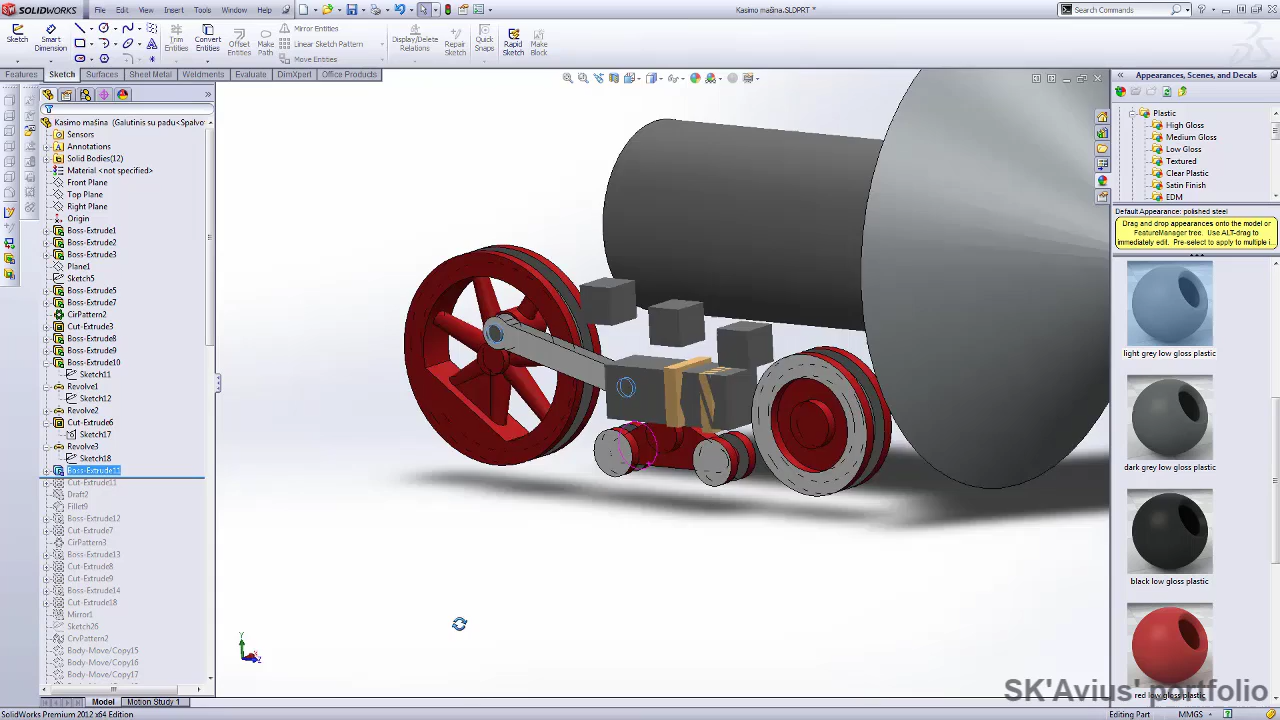 SOLIDWORKS
File
Edit
View
Insert
Tools
Window
Help
Kasimo mašina.SLDPRT *
Search Commands
Sketch
Smart Dimension
Trim Entities
Convert Entities
Offset Entities
Make Path
Mirror Entities
Linear Sketch Pattern
Move Entities
Display/Delete Relations
Repair Sketch
Quick Snaps
Rapid Sketch
Make Block
Features
Sketch
Surfaces
Sheet Metal
Weldments
Evaluate
DimXpert
Office Products
Kasimo mašina (Galutinis su padu<Spalvo
Sensors
Annotations
Solid Bodies(12)
Material <not specified>
Front Plane
Top Plane
Right Plane
Origin
Boss-Extrude1
Boss-Extrude2
Boss-Extrude3
Plane1
Sketch5
Boss-Extrude5
Boss-Extrude7
CirPattern2
Cut-Extrude3
Boss-Extrude8
Boss-Extrude9
Boss-Extrude10
Sketch11
Revolve1
Sketch12
Revolve2
Cut-Extrude6
Sketch17
Revolve3
Sketch18
Boss-Extrude11
Cut-Extrude11
Draft2
Fillet9
Boss-Extrude12
Cut-Extrude7
CirPattern3
Boss-Extrude13
Cut-Extrude8
Cut-Extrude9
Boss-Extrude14
Cut-Extrude18
Mirror1
Sketch26
CrvPattern2
Body-Move/Copy15
Body-Move/Copy16
Body-Move/Copy17
Model
Motion Study 1
SolidWorks Premium 2012 x64 Edition
Y
Z
Appearances, Scenes, and Decals
Plastic
High Gloss
Medium Gloss
Low Gloss
Textured
Clear Plastic
Satin Finish
EDM
Default Appearance: polished steel
Drag and drop appearances onto the model or
FeatureManager tree. Use ALT-drag to
immediately edit. Pre-select to apply to multiple i...
light grey low gloss plastic
dark grey low gloss plastic
black low gloss plastic
red low gloss plastic
SK'Avius' portfolio
Editing Part
MMGS